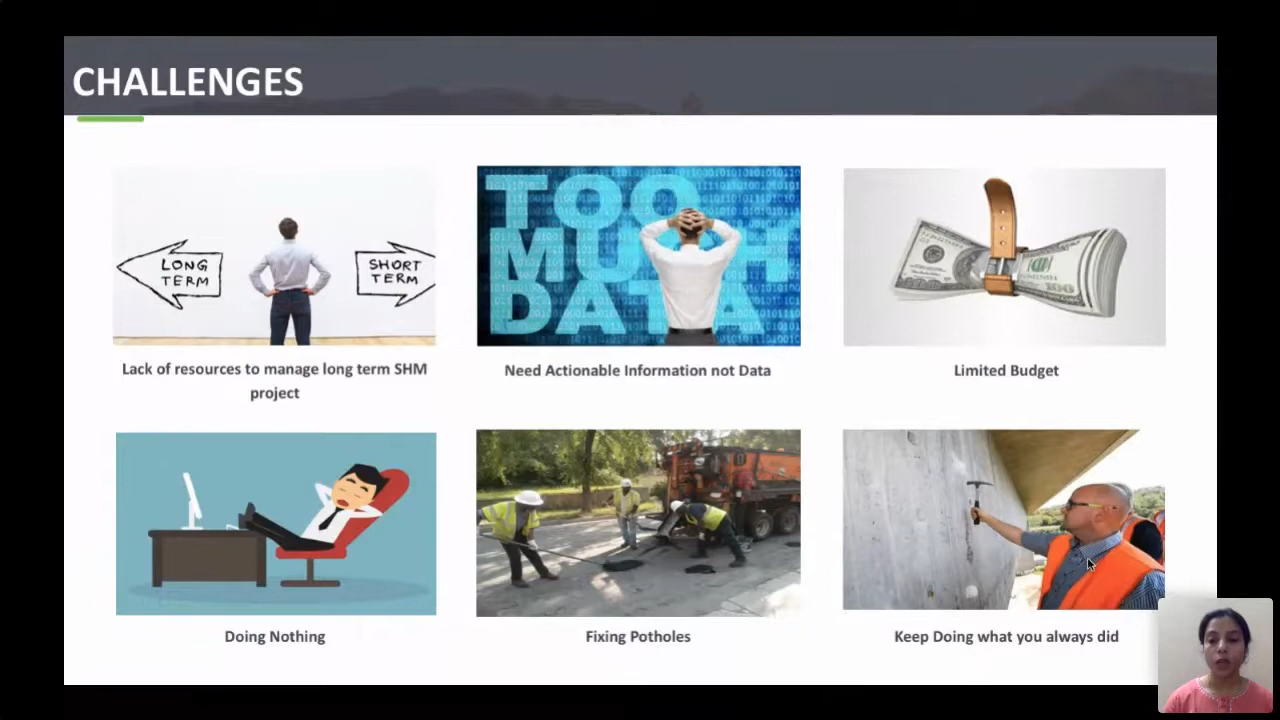 CHALLENGES
LONG
TERM
SHORT
TERM
TOO
MUCH
DATA
100
Lack of resources to manage long term SHM
project
Need Actionable Information not Data
Limited Budget
Doing Nothing
Fixing Potholes
Keep Doing what you always did